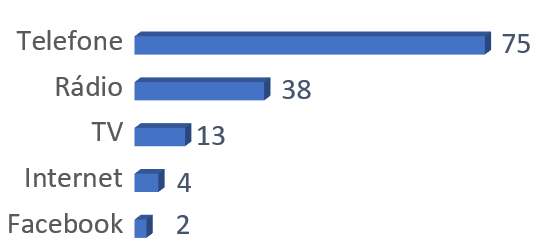 Telefone 75
Rádio 38
TV 13
Internet 4
Facebook 2